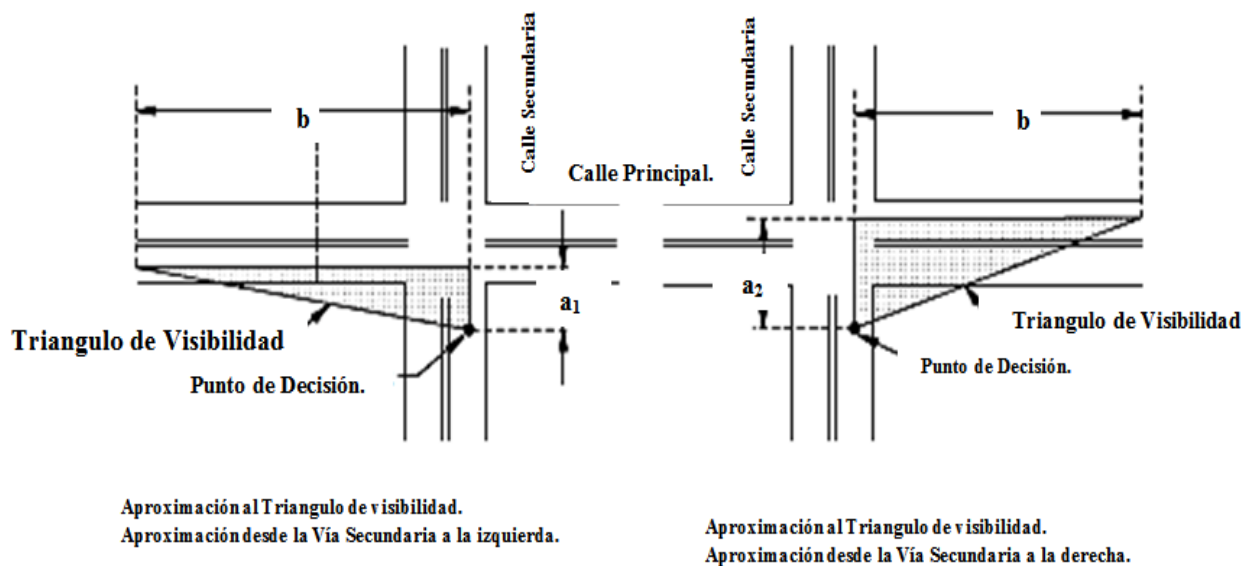 Calle Secundaria
Calle Secundaria
b
b
Calle Principal.
a1
a2
Triangulo de Visibilidad
Triangulo de Visibilidad
Punto de Decisión.
Punto de Decisión.
Aproximación al Triangulo de visibilidad.
Aproximación desde la Vía Secundaria a la izquierda.
Aproximación al Triangulo de visibilidad.
Aproximación desde la Vía Secundaria a la derecha.